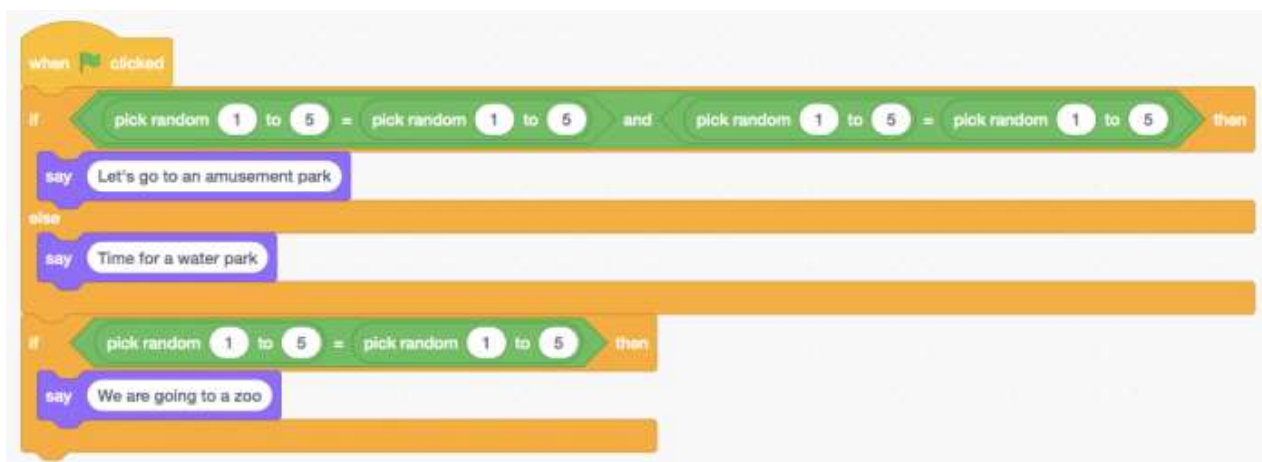 when clicked
if pick random 1 to 5 = pick random 1 to 5 and pick random 1 to 5 = pick random 1 to 5 then
say Let's go to an amusement park
else
say Time for a water park
if pick random 1 to 5 = pick random 1 to 5 then
say We are going to a zoo